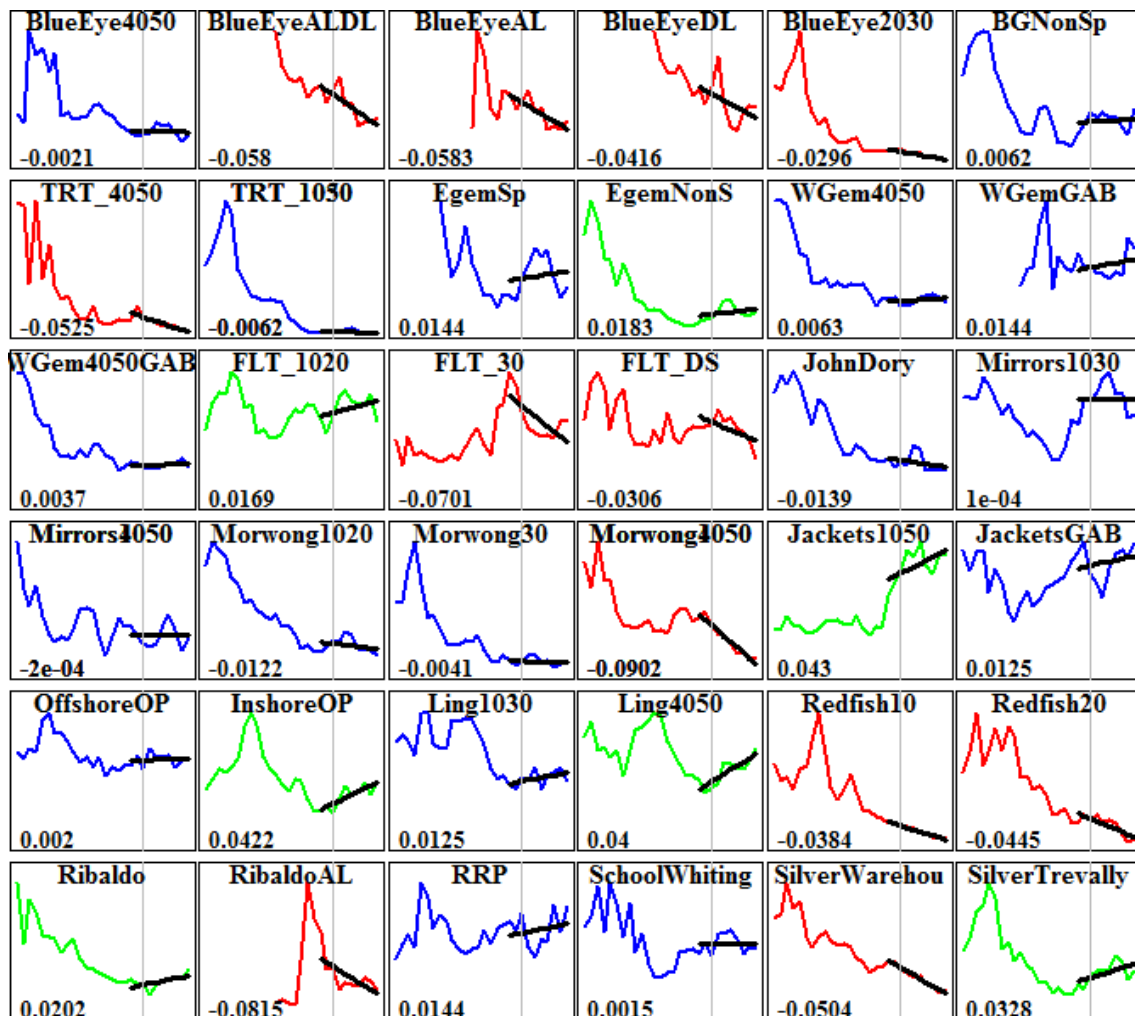 BlueEye4050 BlueEyeALDL BlueEyeAL BlueEyeDL BlueEye2030 BGNonSp
-0.0021 -0.058 -0.0583 -0.0416 -0.0296 0.0062
TRT_4050 TRT_1030 EgemSp EgemNonS WGem4050 WGemGAB
-0.0525 -0.0062 0.0144 0.0183 0.0063 0.0144
WGem4050GAB FLT_1020 FLT_30 FLT_DS JohnDory Mirrors1030
0.0037 0.0169 -0.0701 -0.0306 -0.0139 1e-04
Mirrors4050 Morwong1020 Morwong30 Morwong4050 Jackets1050 JacketsGAB
-2e-04 -0.0122 -0.0041 -0.0902 0.043 0.0125
OffshoreOP InshoreOP Ling1030 Ling4050 Redfish10 Redfish20
0.002 0.0422 0.0125 0.04 -0.0384 -0.0445
Ribaldo RibaldoAL RRP SchoolWhiting SilverWarehou SilverTrevally
0.0202 -0.0815 0.0144 0.0015 -0.0504 0.0328